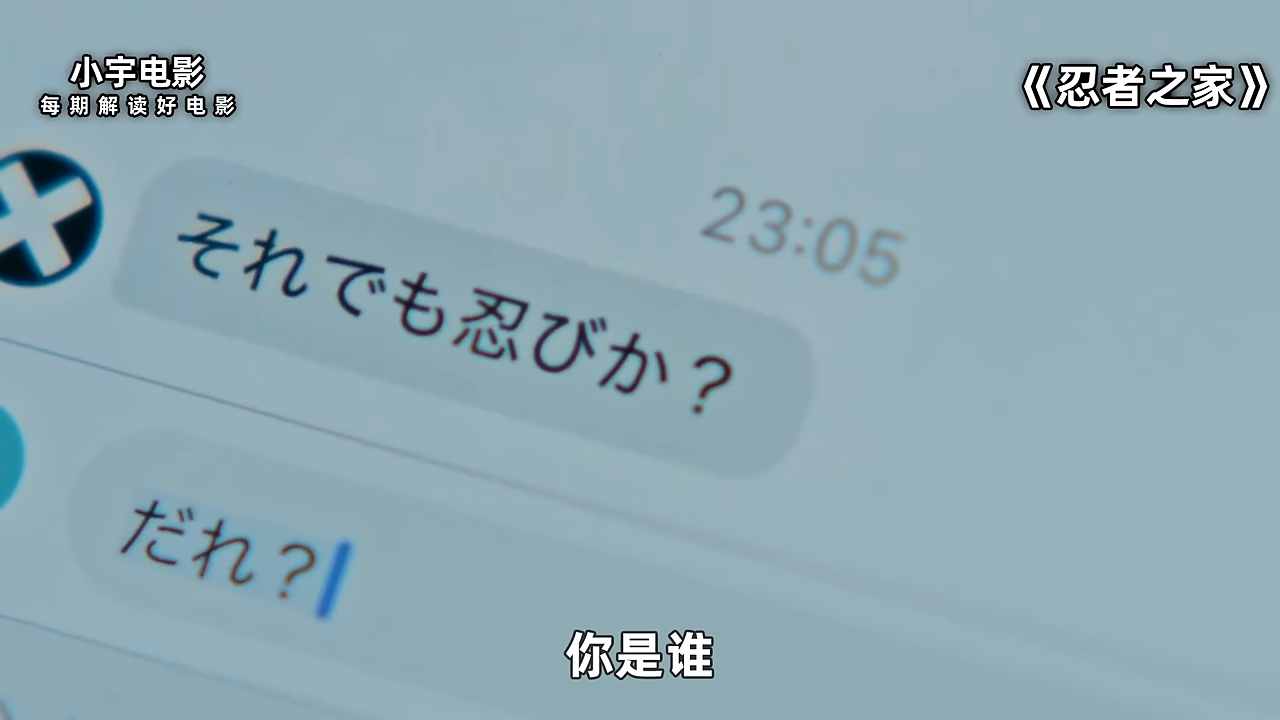 小宇电影
每期解读好电影
《忍者之家》
23:05
それでも忍びか？
だれ？
你是谁